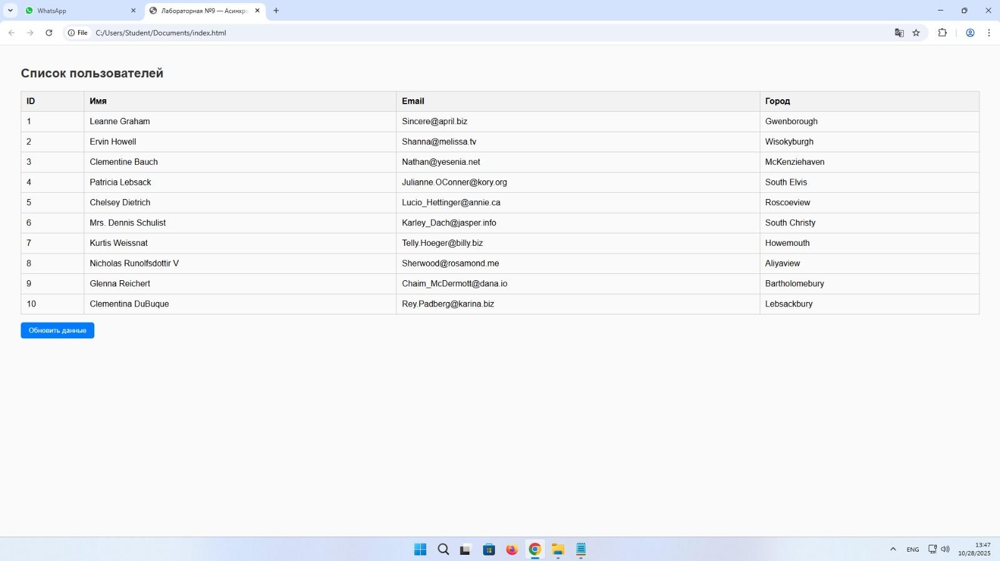 WhatsApp
Лабораторная №9 — Асинхро
File C:/Users/Student/Documents/index.html
Список пользователей
ID Имя Email Город
1 Leanne Graham Sincere@april.biz Gwenborough
2 Ervin Howell Shanna@melissa.tv Wisokyburgh
3 Clementine Bauch Nathan@yesenia.net McKenziehaven
4 Patricia Lebsack Julianne.OConner@kory.org South Elvis
5 Chelsey Dietrich Lucio_Hettinger@annie.ca Roscoeview
6 Mrs. Dennis Schulist Karley_Dach@jasper.info South Christy
7 Kurtis Weissnat Telly.Hoeger@billy.biz Howemouth
8 Nicholas Runolfsdottir V Sherwood@rosamond.me Aliyaview
9 Glenna Reichert Chaim_McDermott@dana.io Bartholomebury
10 Clementina DuBuque Rey.Padberg@karina.biz Lebsackbury
Обновить данные
ENG
13:47
10/28/2025